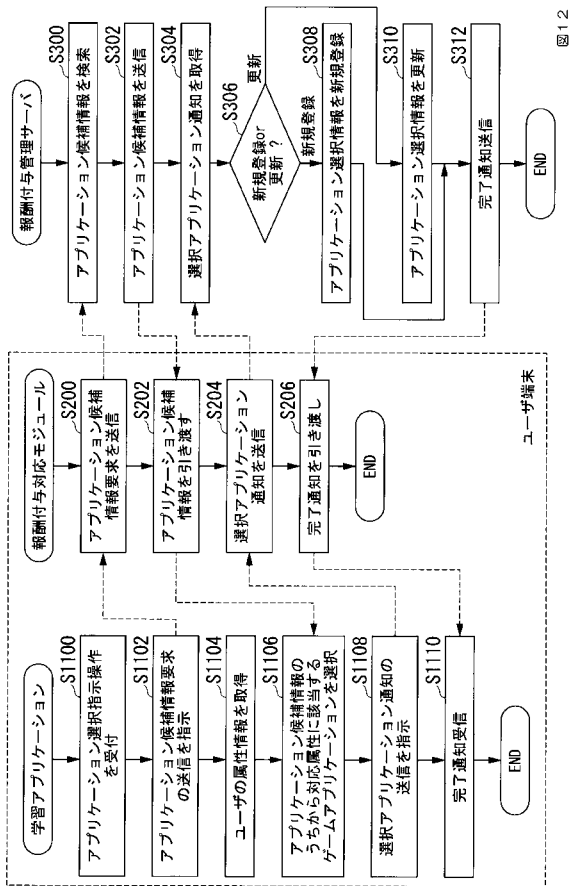 学習アプリケーション
S1100
アプリケーション選択指示操作
を受付
S1102
アプリケーション候補情報要求
の送信を指示
S1104
ユーザの属性情報を取得
S1106
アプリケーション候補情報の
うちから対応属性に該当する
ゲームアプリケーションを選択
S1108
選択アプリケーション通知の
送信を指示
S1110
完了通知受信
END
報酬付与対応モジュール
S200
アプリケーション候補
情報要求を送信
S202
アプリケーション候補
情報を引き渡す
S204
選択アプリケーション
通知を送信
S206
完了通知を引き渡し
END
ユーザ端末
報酬付与管理サーバ
S300
アプリケーション候補情報を検索
S302
アプリケーション候補情報を送信
S304
選択アプリケーション通知を取得
S306
新規登録or
更新？
更新
新規登録
S308
アプリケーション選択情報を新規登録
S310
アプリケーション選択情報を更新
S312
完了通知送信
END
図12